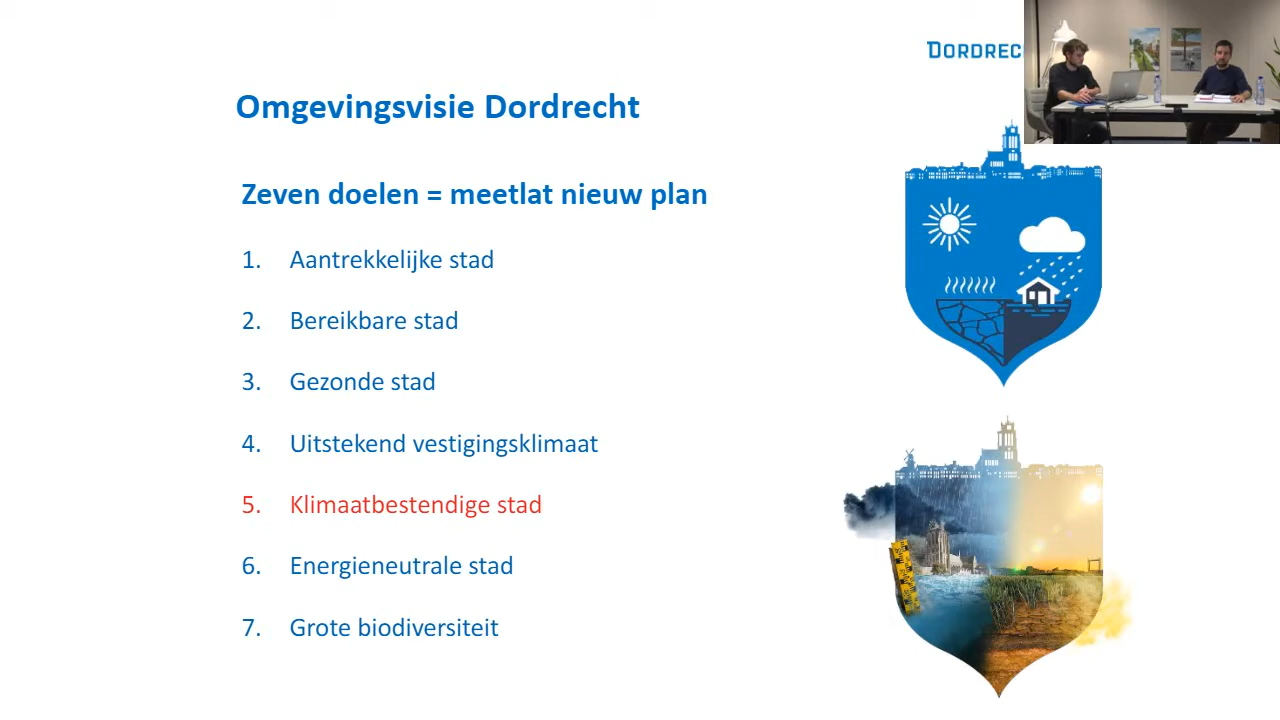 Omgevingsvisie Dordrecht
Zeven doelen = meetlat nieuw plan
1. Aantrekkelijke stad
2. Bereikbare stad
3. Gezonde stad
4. Uitstekend vestigingsklimaat
5. Klimaatbestendige stad
6. Energieneutrale stad
7. Grote biodiversiteit